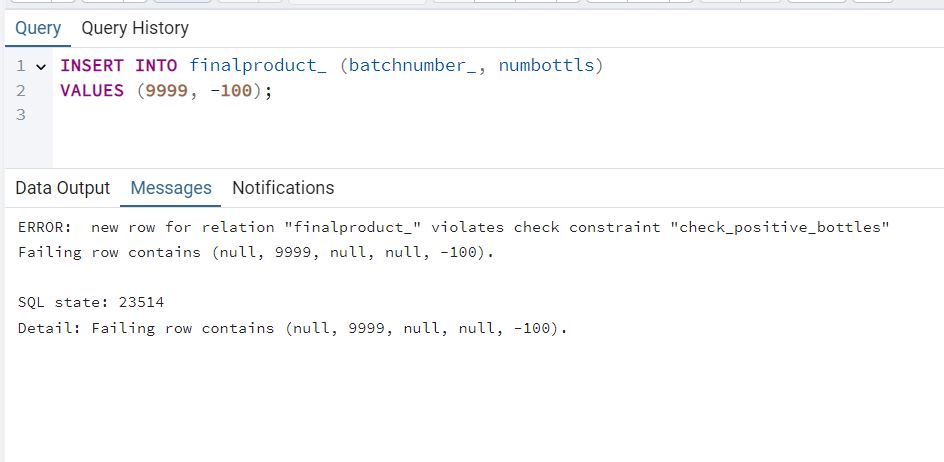 Query Query History
1 INSERT INTO finalproduct_ (batchnumber_, numbottls)
2 VALUES (9999, -100);
3
Data Output Messages Notifications
ERROR:  new row for relation "finalproduct_" violates check constraint "check_positive_bottles"
Failing row contains (null, 9999, null, null, -100).
SQL state: 23514
Detail: Failing row contains (null, 9999, null, null, -100).